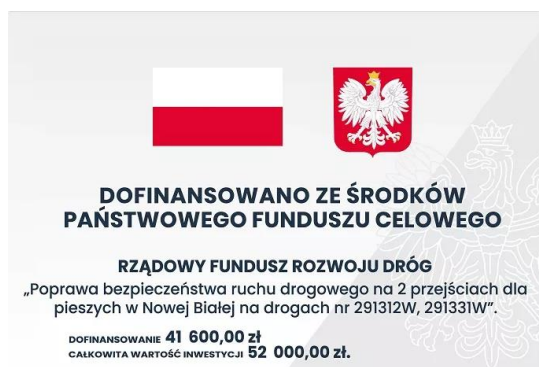 DOFINANSOWANO ZE ŚRODKÓW
PAŃSTWOWEGO FUNDUSZU CELOWEGO
RZĄDOWY FUNDUSZ ROZWOJU DRÓG
„Poprawa bezpieczeństwa ruchu drogowego na 2 przejściach dla
pieszych w Nowej Białej na drogach nr 291312W, 291331W”.
DOFINANSOWANIE 41 600,00 zł
CAŁKOWITA WARTOŚĆ INWESTYCJI 52 000,00 zł.